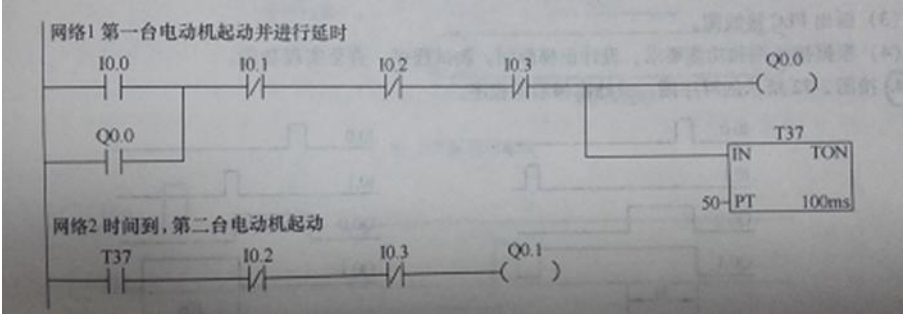 网络1 第一台电动机起动并进行延时
I0.0 I0.1 I0.2 I0.3 Q0.0
Q0.0
T37
IN TON
50 PT 100ms
网络2 时间到,第二台电动机起动
T37 I0.2 I0.3 Q0.1